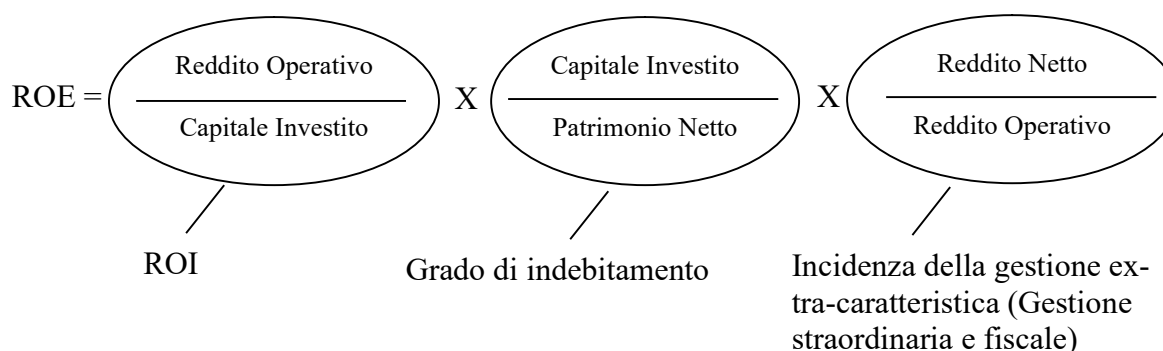 ROE = Reddito Operativo X Capitale Investito X Reddito Netto
Capitale Investito Patrimonio Netto Reddito Operativo
ROI
Grado di indebitamento
Incidenza della gestione ex-
tra-caratteristica (Gestione
straordinaria e fiscale)